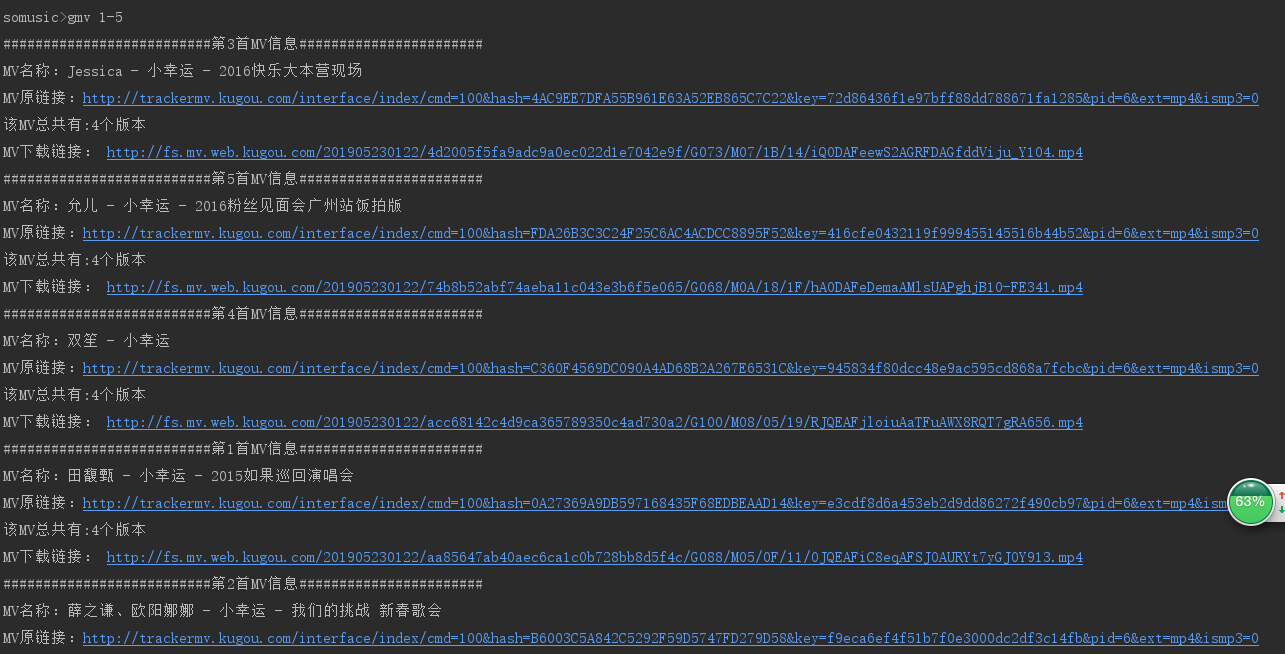 somusic>gmv 1-5
##########################第3首MV信息#######################
MV名称: Jessica - 小幸运 - 2016快乐大本营现场
MV原链接: http://trackermv.kugou.com/interface/index/cmd=100&hash=4AC9EE7DFA55B961E63A52EB865C7C22&key=72d86436f1e97bff88dd788671fa1285&pid=6&ext=mp4&ismp3=0
该MV总共有:4个版本
MV下载链接: http://fs.mv.web.kugou.com/201905230122/4d2005f5fa9adc9a0ec022d1e7042e9f/G073/M07/1B/14/iQ0DAFeewS2AGRFDAGfddViju_Y104.mp4
##########################第5首MV信息#######################
MV名称: 允儿 - 小幸运 - 2016粉丝见面会广州站饭拍版
MV原链接: http://trackermv.kugou.com/interface/index/cmd=100&hash=FDA26B3C3C24F25C6AC4ACDCC8895F52&key=416cfe0432119f999455145516b44b52&pid=6&ext=mp4&ismp3=0
该MV总共有:4个版本
MV下载链接: http://fs.mv.web.kugou.com/201905230122/74b8b52abf74aeba11c043e3b6f5e065/G068/M0A/18/1F/hA0DAFeDemaAMlsUAPghjB10-FE341.mp4
##########################第4首MV信息#######################
MV名称: 双笙 - 小幸运
MV原链接: http://trackermv.kugou.com/interface/index/cmd=100&hash=C360F4569DC090A4AD68B2A267E6531C&key=945834f80dcc48e9ac595cd868a7fcbc&pid=6&ext=mp4&ismp3=0
该MV总共有:4个版本
MV下载链接: http://fs.mv.web.kugou.com/201905230122/acc68142c4d9ca365789350c4ad730a2/G100/M08/05/19/RJQEAFjloiuAaTFuAWX8RQT7gRA656.mp4
##########################第1首MV信息#######################
MV名称: 田馥甄 - 小幸运 - 2015如果巡回演唱会
MV原链接: http://trackermv.kugou.com/interface/index/cmd=100&hash=0A27369A9DB597168435F68EDBEAAD14&key=e3cdf8d6a453eb2d9dd86272f490cb97&pid=6&ext=mp4&ism
63%
该MV总共有:4个版本
MV下载链接: http://fs.mv.web.kugou.com/201905230122/aa85647ab40aec6ca1c0b728bb8d5f4c/G088/M05/0F/11/0JQEAFiC8eqAFSJ0AURYt7yGJ0Y913.mp4
##########################第2首MV信息#######################
MV名称: 薛之谦、欧阳娜娜 - 小幸运 - 我们的挑战 新春歌会
MV原链接: http://trackermv.kugou.com/interface/index/cmd=100&hash=B6003C5A842C5292F59D5747FD279D58&key=f9eca6ef4f51b7f0e3000dc2df3c14fb&pid=6&ext=mp4&ismp3=0